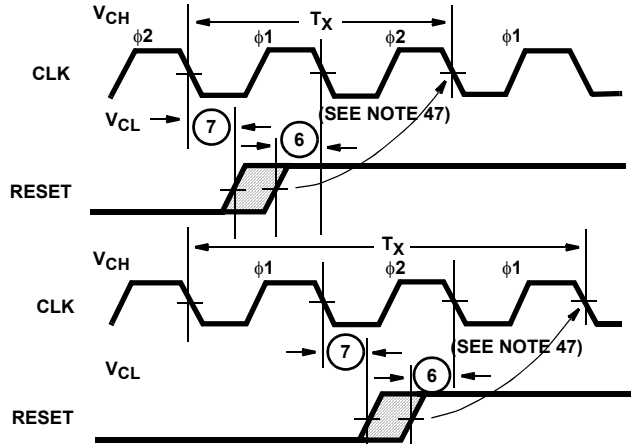 VCH
TX
ϕ2
ϕ1
ϕ2
ϕ1
CLK
(SEE NOTE 47)
VCL
7
6
RESET
TX
VCH
ϕ1
ϕ2
ϕ1
CLK
(SEE NOTE 47)
7
VCL
6
RESET